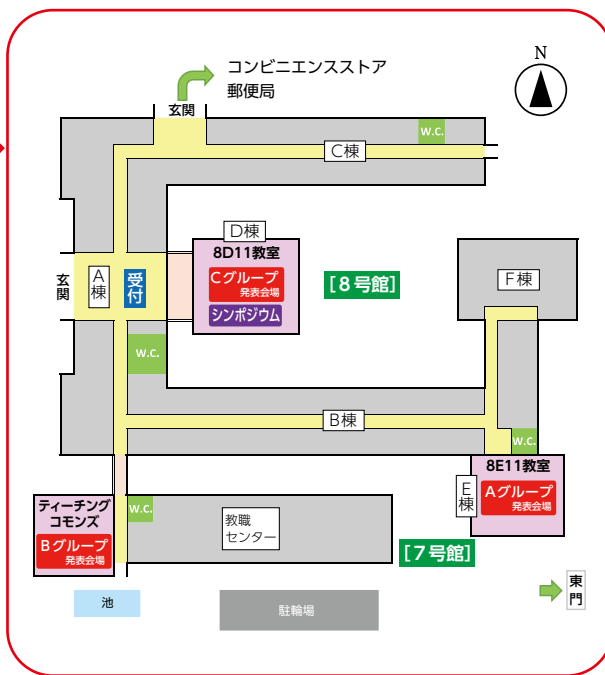 コンビニエンスストア
郵便局
N
玄関
W.C.
C棟
D棟
8D11教室
Cグループ
発表会場
シンポジウム
玄関
A棟
受付
[8号館]
F棟
W.C.
B棟
W.C.
8E11教室
E棟
Aグループ
発表会場
ティーチング
コモンズ
Bグループ
発表会場
W.C.
教職
センター
[7号館]
東門
池
駐輪場